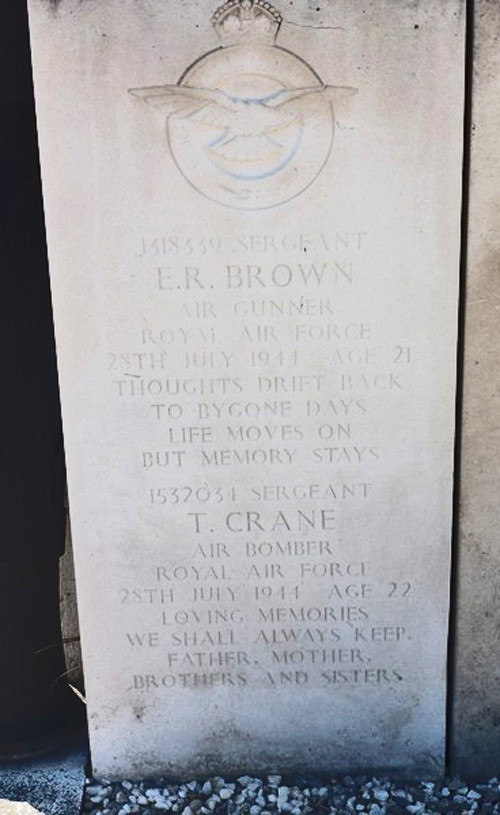 1318339 SERGEANT
E.R. BROWN
AIR GUNNER
ROYAL AIR FORCE
28TH JULY 1944 AGE 21
THOUGHTS DRIFT BACK
TO BYGONE DAYS
LIFE MOVES ON
BUT MEMORY STAYS
1532034 SERGEANT
T. CRANE
AIR BOMBER
ROYAL AIR FORCE
28TH JULY 1944 AGE 22
LOVING MEMORIES
WE SHALL ALWAYS KEEP.
FATHER, MOTHER,
BROTHERS AND SISTERS